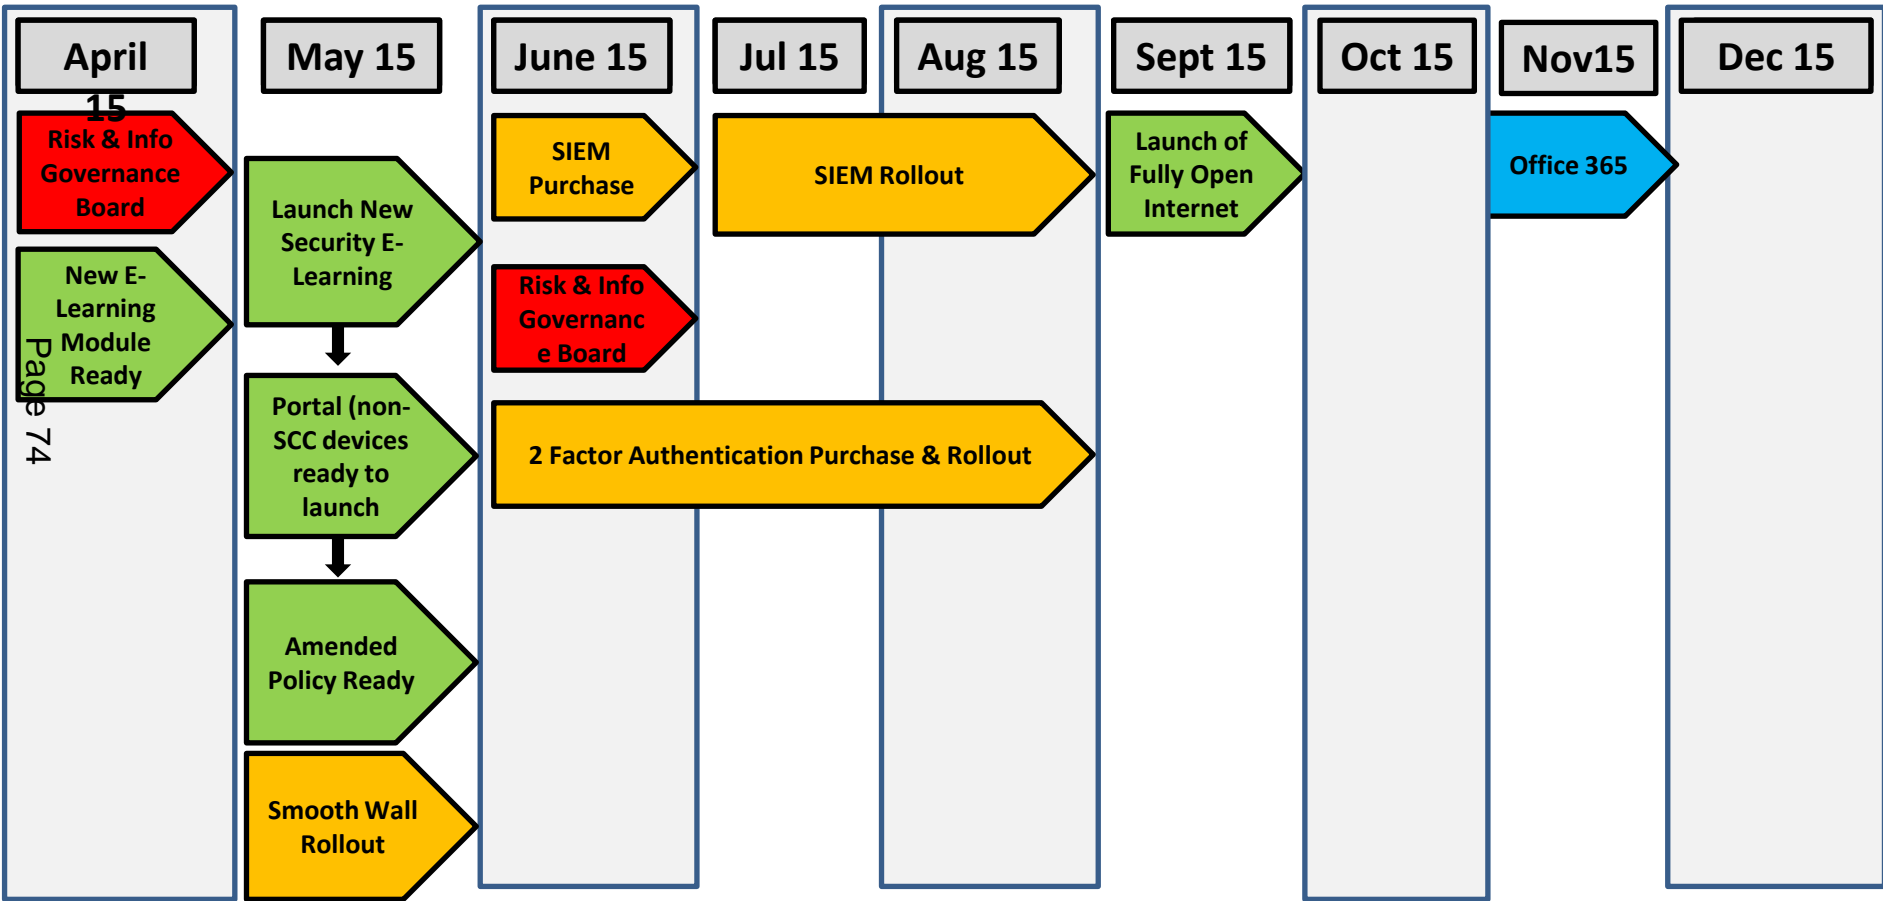 April
15
May 15
June 15
Jul 15
Aug 15
Sept 15
Oct 15
Nov15
Dec 15
Risk & Info
Governance
Board
New E-
Learning
Module
Ready
Launch New
Security E-
Learning
Portal (non-
SCC devices
ready to
launch
Amended
Policy Ready
Smooth Wall
Rollout
SIEM
Purchase
Risk & Info
Governanc
e Board
SIEM Rollout
2 Factor Authentication Purchase & Rollout
Launch of
Fully Open
Internet
Office 365
Page 74